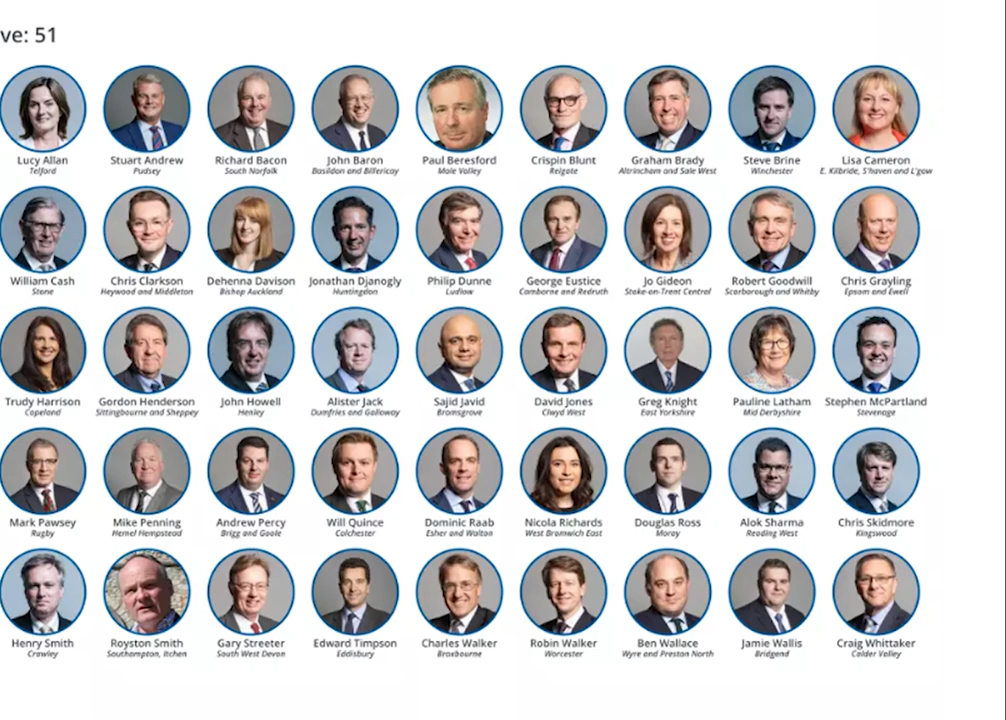 ve: 51
Lucy Allan
Telford
Stuart Andrew
Pudsey
Richard Bacon
South Norfolk
John Baron
Basildon and Billericay
Paul Beresford
Mole Valley
Crispin Blunt
Reigate
Graham Brady
Altrincham and Sale West
Steve Brine
Winchester
Lisa Cameron
E. Kilbride, S'haven and L'gow
William Cash
Stone
Chris Clarkson
Heywood and Middleton
Dehenna Davison
Bishop Auckland
Jonathan Djanogly
Huntingdon
Philip Dunne
Ludlow
George Eustice
Camborne and Redruth
Jo Gideon
Stoke-on-Trent Central
Robert Goodwill
Scarborough and Whitby
Chris Grayling
Epsom and Ewell
Trudy Harrison
Copeland
Gordon Henderson
Sittingbourne and Sheppey
John Howell
Henley
Alister Jack
Dumfries and Galloway
Sajid Javid
Bromsgrove
David Jones
Clwyd West
Greg Knight
East Yorkshire
Pauline Latham
Mid Derbyshire
Stephen McPartland
Stevenage
Mark Pawsey
Rugby
Mike Penning
Hemel Hempstead
Andrew Percy
Brigg and Goole
Will Quince
Colchester
Dominic Raab
Esher and Walton
Nicola Richards
West Bromwich East
Douglas Ross
Moray
Alok Sharma
Reading West
Chris Skidmore
Kingswood
Henry Smith
Crawley
Royston Smith
Southampton, Itchen
Gary Streeter
South West Devon
Edward Timpson
Eddisbury
Charles Walker
Broxbourne
Robin Walker
Worcester
Ben Wallace
Wyre and Preston North
Jamie Wallis
Bridgend
Craig Whittaker
Calder Valley